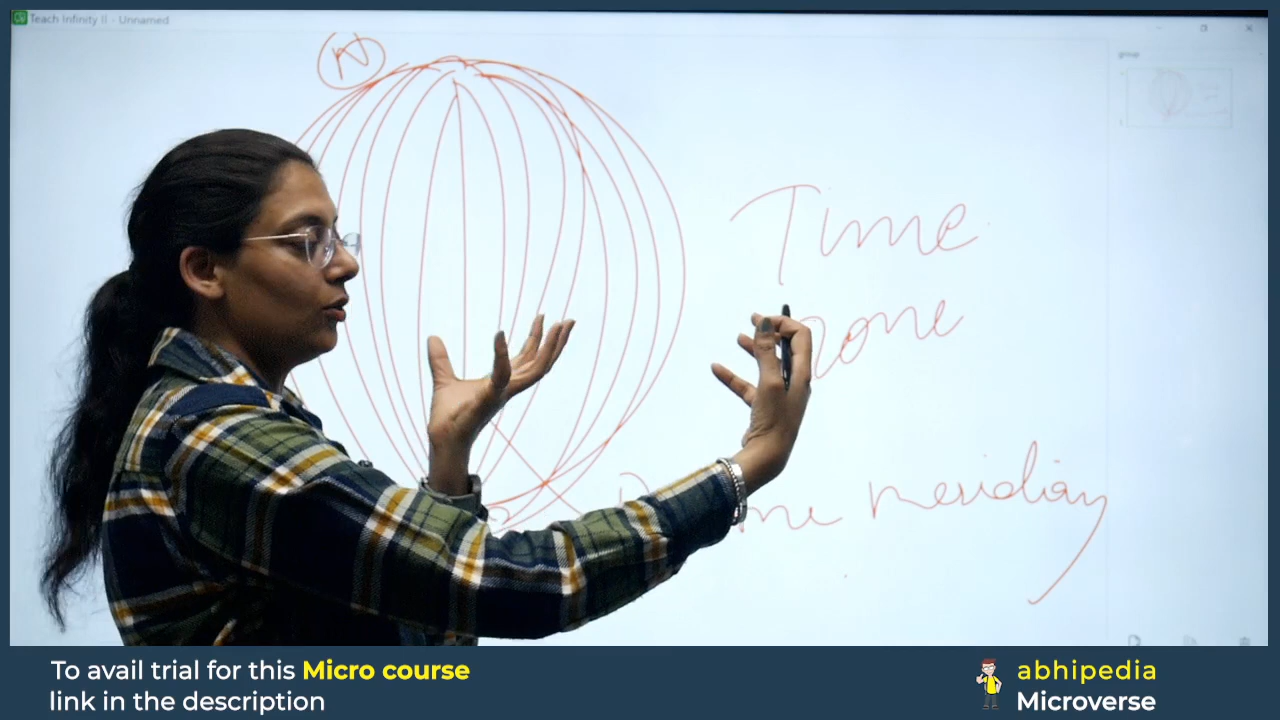 Teach Infinity II - Unnamed
group
N
Time
zone
meridian
To avail trial for this Micro course
link in the description
abhipedia
Microverse